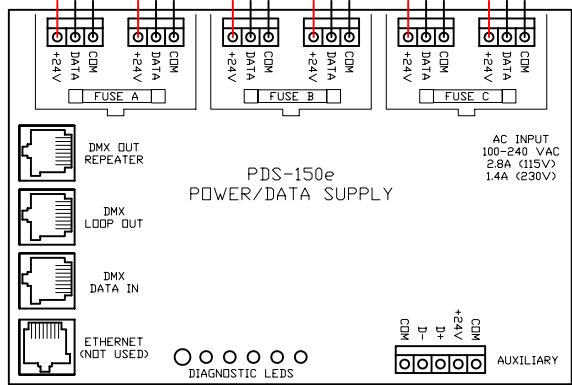 +24V DATA COM +24V DATA COM +24V DATA COM +24V DATA COM +24V DATA COM +24V DATA COM
FUSE A FUSE B FUSE C
DMX OUT
REPEATER
AC INPUT
100-240 VAC
2.8A (115V)
1.4A (230V)
PDS-150e
POWER/DATA SUPPLY
DMX
LOOP OUT
DMX
DATA IN
ETHERNET
(NOT USED)
DIAGNOSTIC LEDS
COM D- D+ +24V COM
AUXILIARY